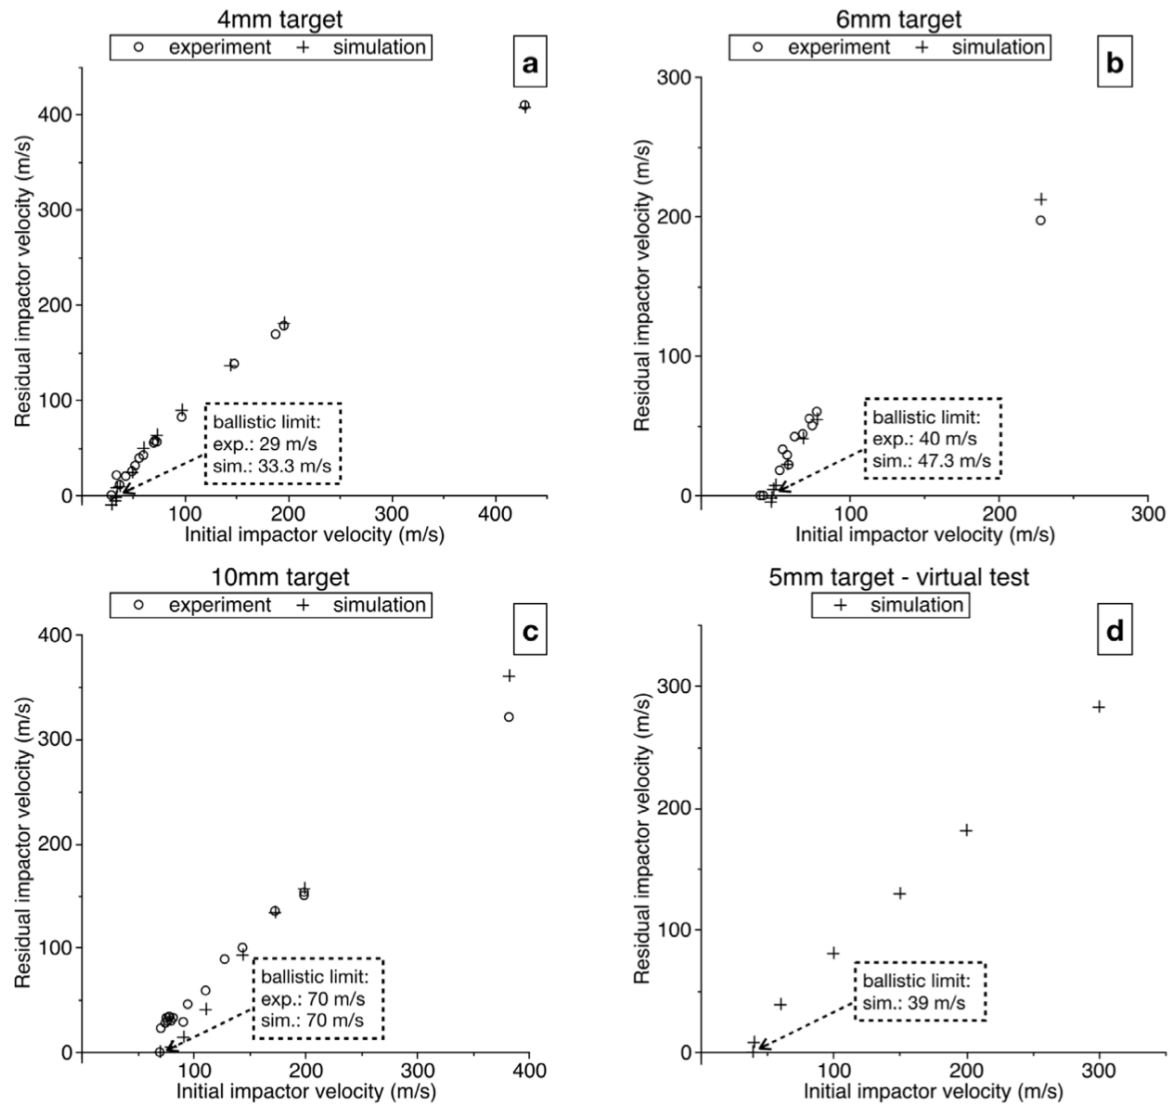 4mm target
experiment + simulation
a
Residual impactor velocity (m/s)
400
300
200
100
0
ballistic limit:
exp.: 29 m/s
sim.: 33.3 m/s
100
200
300
400
Initial impactor velocity (m/s)
6mm target
experiment + simulation
b
Residual impactor velocity (m/s)
300
200
100
0
ballistic limit:
exp.: 40 m/s
sim.: 47.3 m/s
100
200
300
Initial impactor velocity (m/s)
10mm target
experiment + simulation
c
Residual impactor velocity (m/s)
400
300
200
100
0
ballistic limit:
exp.: 70 m/s
sim.: 70 m/s
100
200
300
400
Initial impactor velocity (m/s)
5mm target - virtual test
+ simulation
d
Residual impactor velocity (m/s)
300
200
100
0
ballistic limit:
sim.: 39 m/s
100
200
300
Initial impactor velocity (m/s)